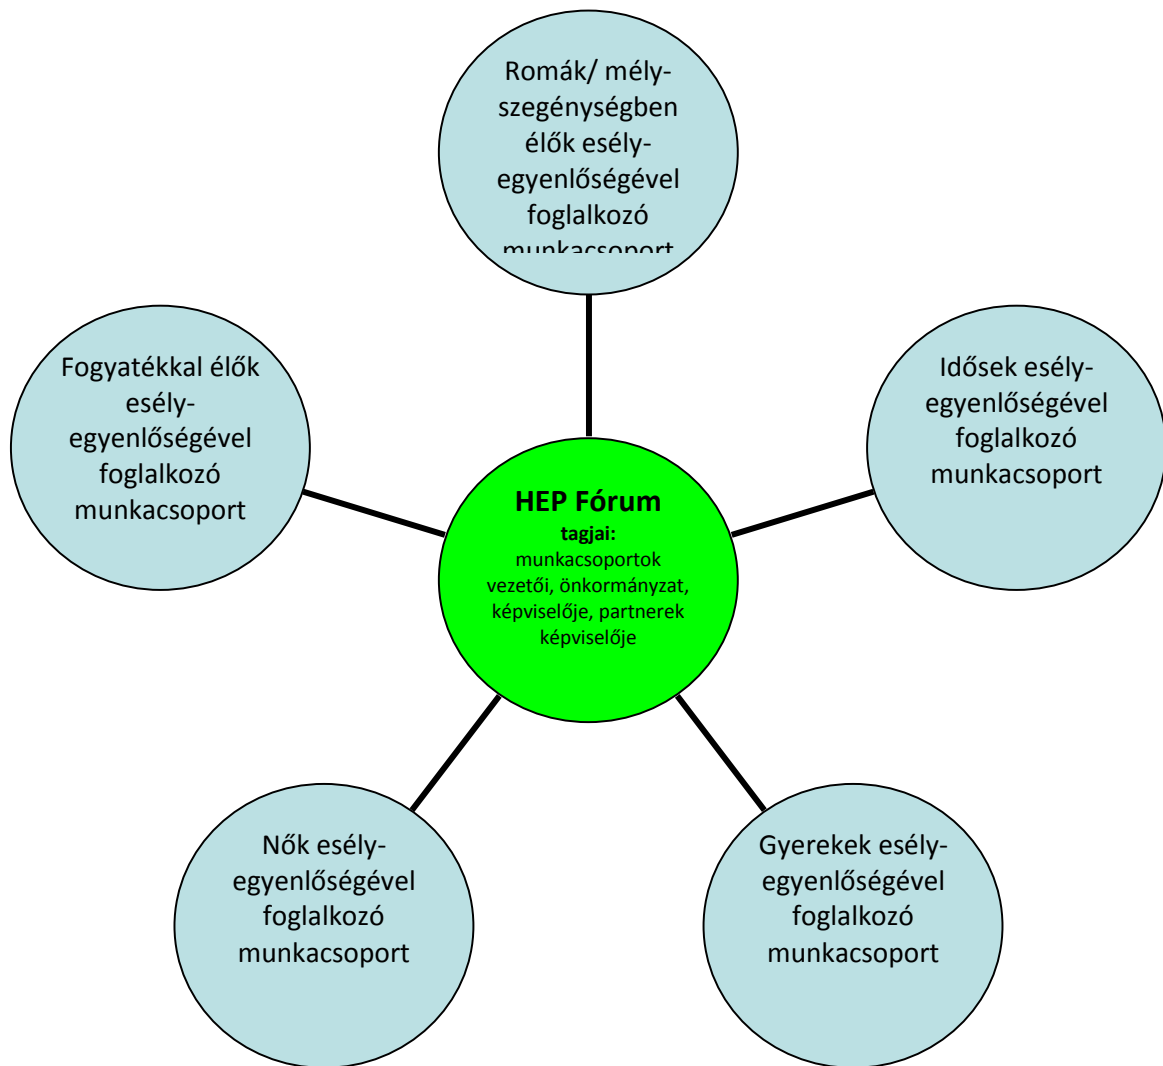 Romák/ mély-
szegénységben
élők esély-
egyenlőségével
foglalkozó
munkacsoport
Fogyatékkal élők
esély-
egyenlőségével
foglalkozó
munkacsoport
Idősek esély-
egyenlőségével
foglalkozó
munkacsoport
HEP Fórum
tagjai:
munkacsoportok
vezetői, önkormányzat,
képviselője, partnerek
képviselője
Nők esély-
egyenlőségével
foglalkozó
munkacsoport
Gyerekek esély-
egyenlőségével
foglalkozó
munkacsoport